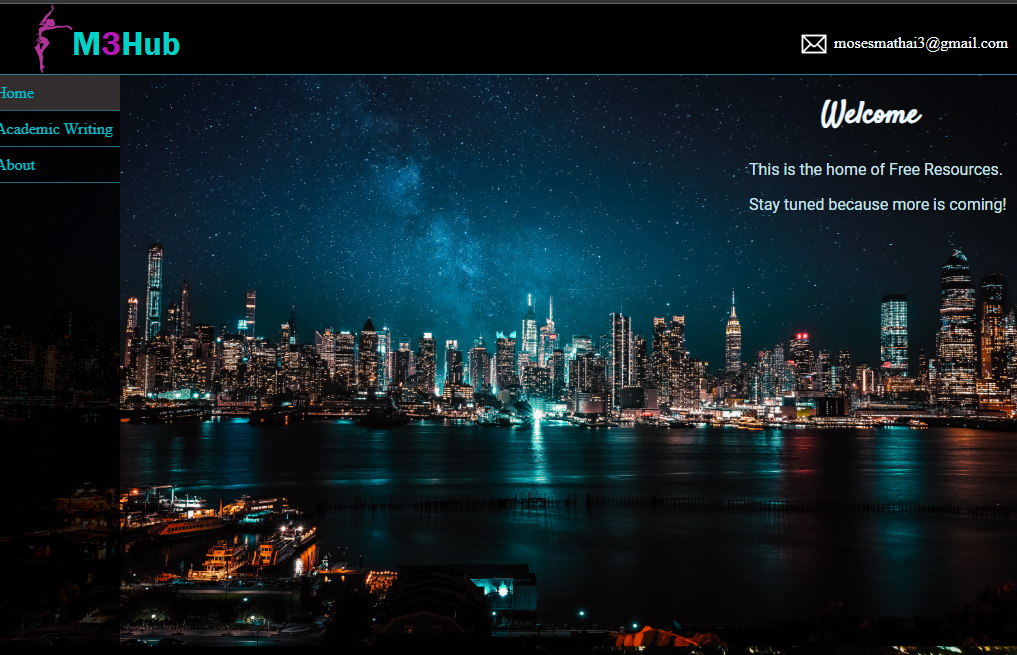 M3Hub
mosesmathai3@gmail.com
Home
Academic Writing
About
Welcome
This is the home of Free Resources.
Stay tuned because more is coming!